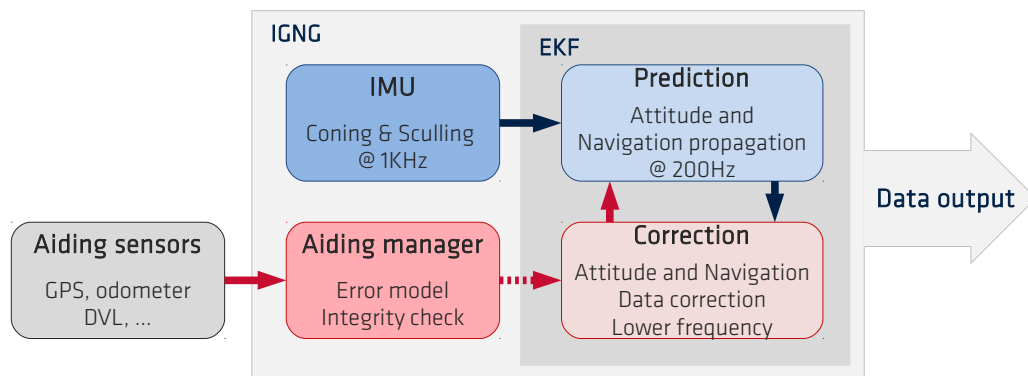 IGNG
EKF
IMU
Coning & Sculling
@ 1KHz
Prediction
Attitude and
Navigation propagation
@ 200Hz
Data output
Aiding sensors
GPS, odometer
DVL, ...
Aiding manager
Error model
Integrity check
Correction
Attitude and Navigation
Data correction
Lower frequency